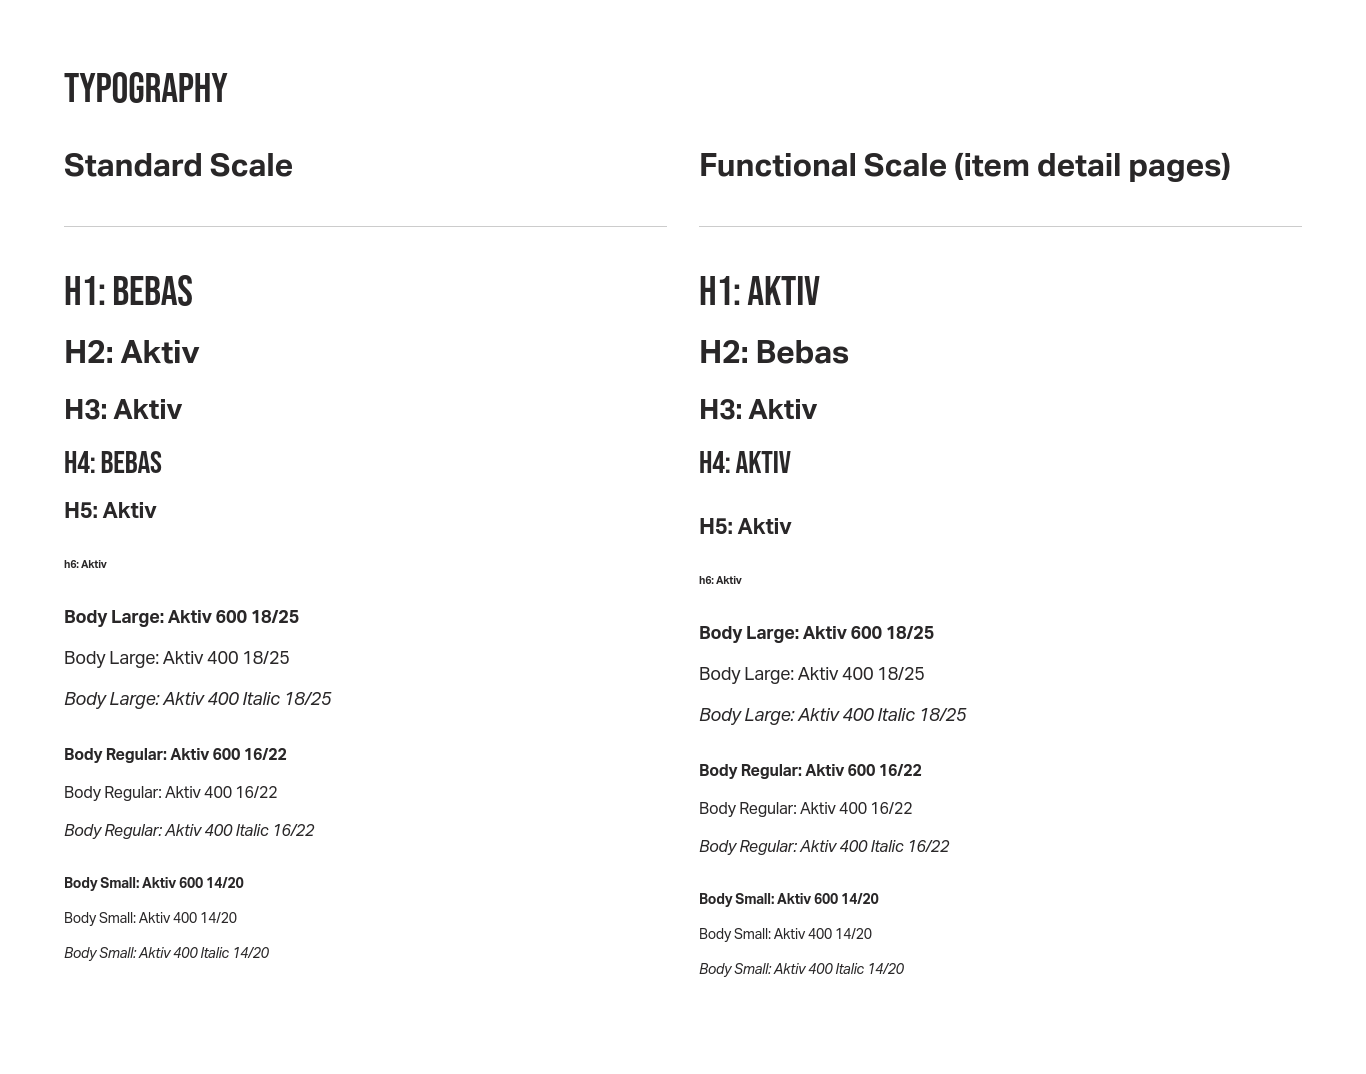 TYPOGRAPHY
Standard Scale
H1: BEBAS
H2: Aktiv
H3: Aktiv
H4: BEBAS
H5: Aktiv
h6: Aktiv
Body Large: Aktiv 600 18/25
Body Large: Aktiv 400 18/25
Body Large: Aktiv 400 Italic 18/25
Body Regular: Aktiv 600 16/22
Body Regular: Aktiv 400 16/22
Body Regular: Aktiv 400 Italic 16/22
Body Small: Aktiv 600 14/20
Body Small: Aktiv 400 14/20
Body Small: Aktiv 400 Italic 14/20
Functional Scale (item detail pages)
H1: AKTIV
H2: Bebas
H3: Aktiv
H4: AKTIV
H5: Aktiv
h6: Aktiv
Body Large: Aktiv 600 18/25
Body Large: Aktiv 400 18/25
Body Large: Aktiv 400 Italic 18/25
Body Regular: Aktiv 600 16/22
Body Regular: Aktiv 400 16/22
Body Regular: Aktiv 400 Italic 16/22
Body Small: Aktiv 600 14/20
Body Small: Aktiv 400 14/20
Body Small: Aktiv 400 Italic 14/20